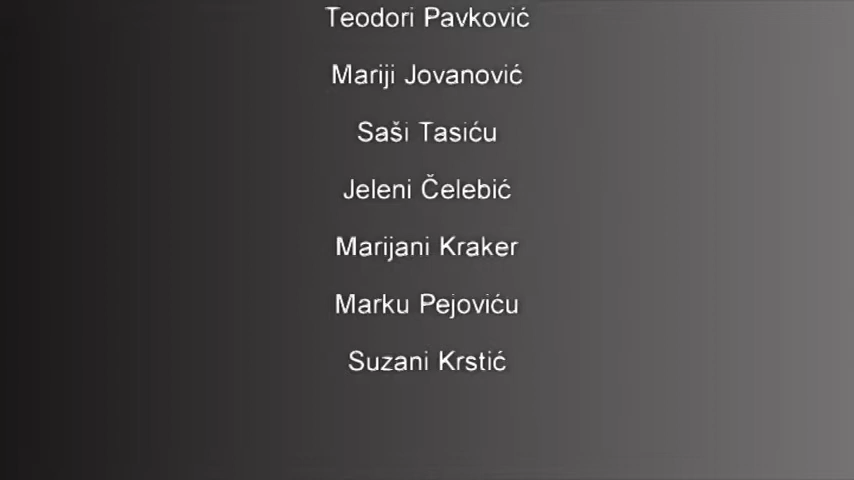 Teodori Pavković
Mariji Jovanović
Saši Tasiću
Jeleni Čelebić
Marijani Kraker
Marku Pejoviću
Suzani Krstić